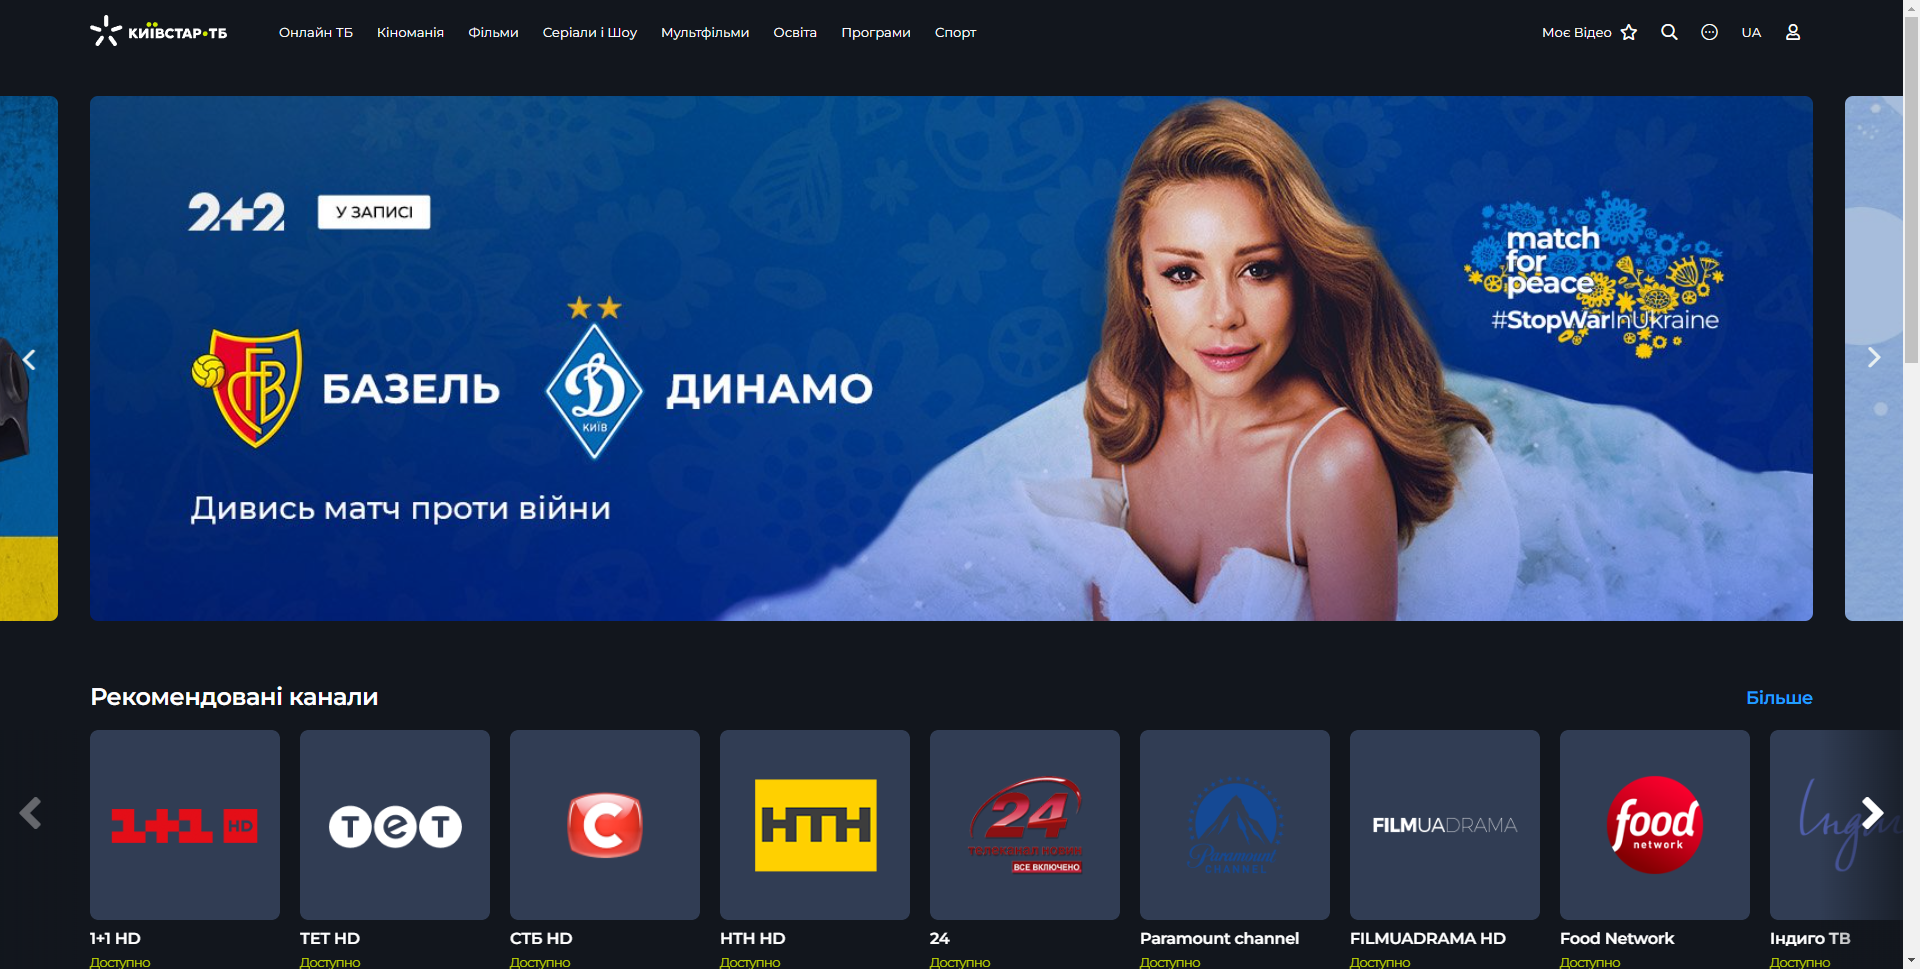 КИЇВСТАР•ТБ
Онлайн ТБ Кіноманія Фільми Серіали і Шоу Мультфільми Освіта Програми Спорт
Моє Відео UA
2+2 У ЗАПИСІ
match
for
peace
#StopWarInUkraine
FCB БАЗЕЛЬ Д КИЇВ ДИНАМО
Дивись матч проти війни
Рекомендовані канали Більше
1+1 HD
ТЕТ
С
НТН
24
ТЕЛЕКАНАЛ НОВИН
ВСЕ ВКЛЮЧЕНО
Paramount
CHANNEL
FILMUADRAMA
food
network
1+1 HD ТЕТ HD СТБ HD НТН HD 24 Paramount channel FILMUADRAMA HD Food Network Індиго ТВ
Доступно Доступно Доступно Доступно Доступно Доступно Доступно Доступно Доступно